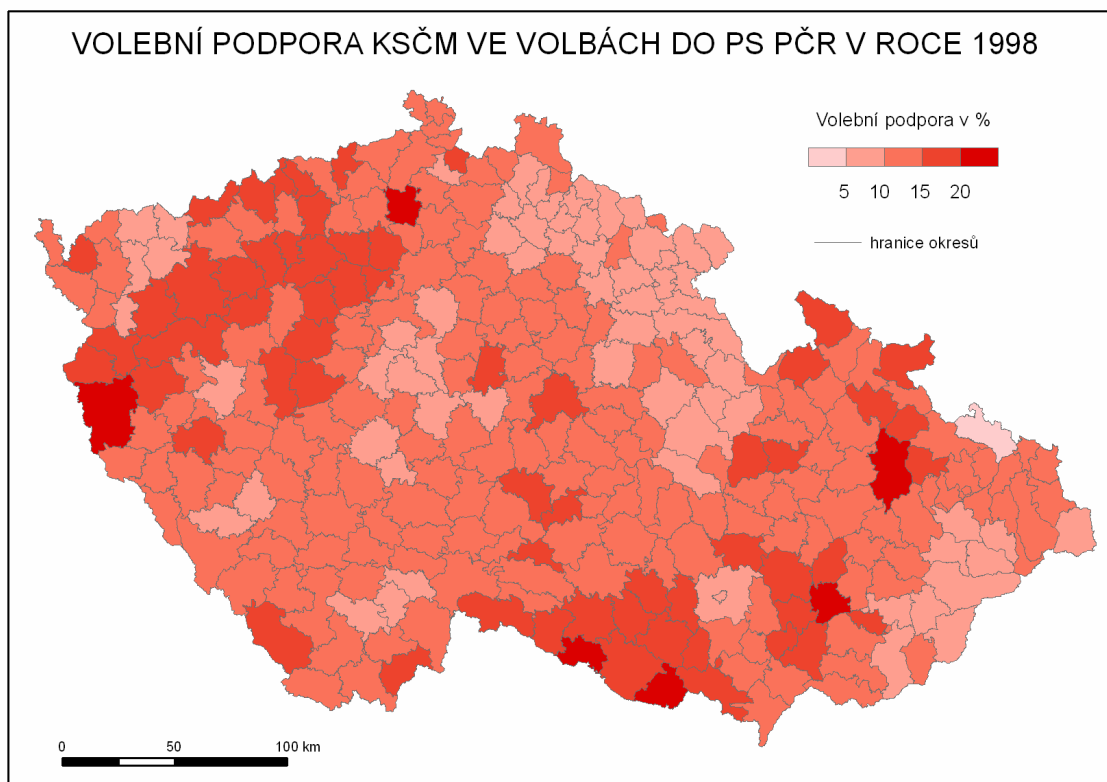 VOLEBNÍ PODPORA KSČM VE VOLBÁCH DO PS PČR V ROCE 1998
Volební podpora v %
5 10 15 20
hranice okresů
0 50 100 km